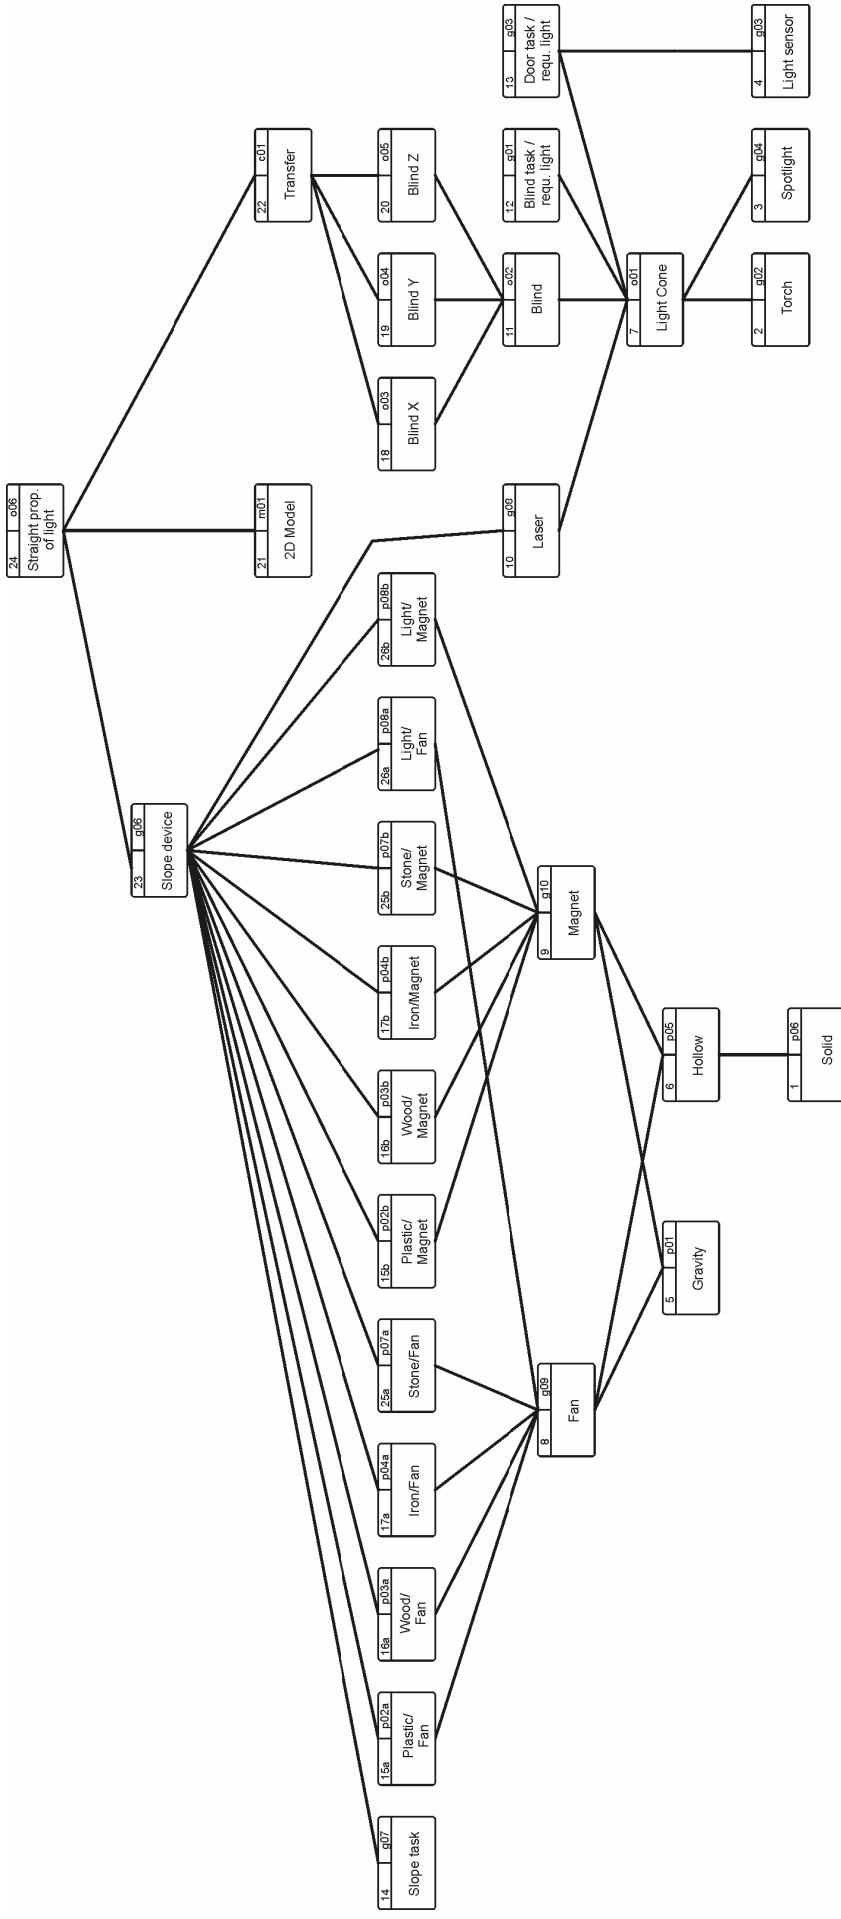 24 o06
Straight prop.
of light
23 g06
Slope device
21 m01
2D Model
22 c01
Transfer
14 g07
Slope task
15a p02a
Plastic/
Fan
16a p03a
Wood/
Fan
17a p04a
Iron/Fan
25a p07a
Stone/Fan
15b p02b
Plastic/
Magnet
16b p03b
Wood/
Magnet
17b p04b
Iron/Magnet
25b p07b
Stone/
Magnet
26a p08a
Light/
Fan
26b p08b
Light/
Magnet
18 o03
Blind X
19 o04
Blind Y
20 o05
Blind Z
10 g08
Laser
11 o02
Blind
12 g01
Blind task /
requ. light
13 g03
Door task /
requ. light
8 g09
Fan
9 g10
Magnet
7 o01
Light Cone
5 p01
Gravity
6 p05
Hollow
2 g02
Torch
3 g04
Spotlight
4 g03
Light sensor
1 p06
Solid